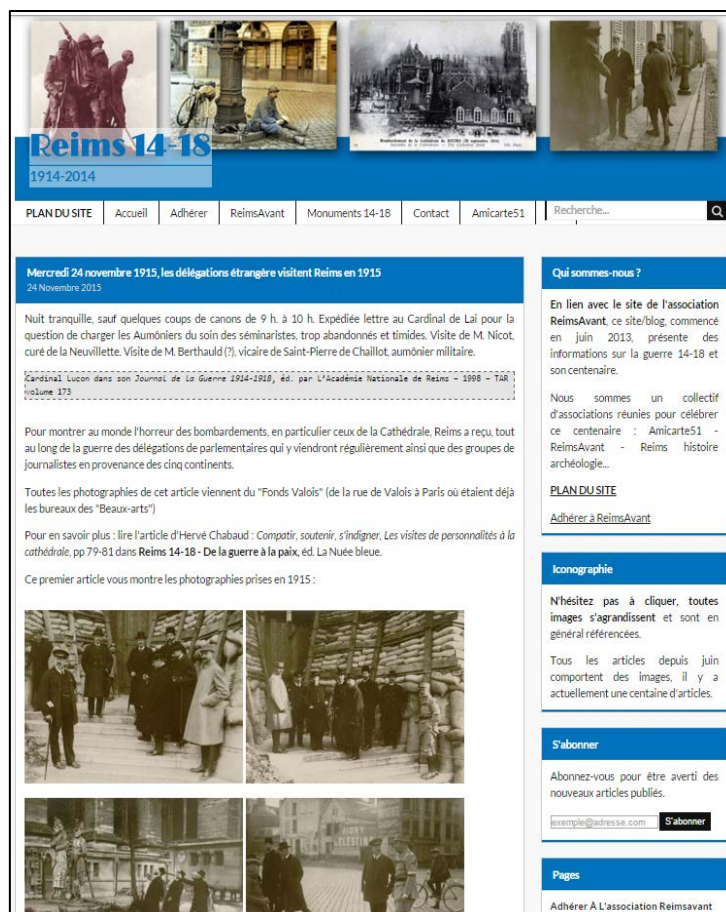 Reims 14-18
1914-2014
PLAN DU SITE
Accueil
Adhérer
ReimsAvant
Monuments 14-18
Contact
Amicarte51
Recherche...
Mercredi 24 novembre 1915, les délégations étrangère visitent Reims en 1915
24 Novembre 2015
Nuit tranquille, sauf quelques coups de canons de 9 h. à 10 h. Expédiée lettre au Cardinal de Lai pour la
question de charger les Aumôniers du soin des séminaristes, trop abandonnés et timides. Visite de M. Nicot,
curé de la Neuvillette. Visite de M. Berthauld (?), vicaire de Saint-Pierre de Chaillot, aumônier militaire.
Cardinal Luçon dans son Journal de La Guerre 1914-1918, éd. par L'Académie Nationale de Reims – 1998 – TAR
volume 173
Pour montrer au monde l'horreur des bombardements, en particulier ceux de la Cathédrale, Reims a reçu, tout
au long de la guerre des délégations de parlementaires qui y viendront régulièrement ainsi que des groupes de
journalistes en provenance des cinq continents.
Toutes les photographies de cet article viennent du "Fonds Valois" (de la rue de Valois à Paris où étaient déjà
les bureaux des "Beaux-arts")
Pour en savoir plus : lire l'article d'Hervé Chabaud : Compatir, soutenir, s'indigner, Les visites de personnalités à la
cathédrale, pp 79-81 dans Reims 14-18 - De la guerre à la paix, éd. La Nuée bleue.
Ce premier article vous montre les photographies prises en 1915 :
VICHY
CELESTIN
Qui sommes-nous ?
En lien avec le site de l'association
ReimsAvant, ce site/blog, commencé
en juin 2013, présente des
informations sur la guerre 14-18 et
son centenaire.
Nous sommes un collectif
d'associations réunies pour célébrer
ce centenaire : Amicarte51 -
ReimsAvant - Reims histoire
archéologie...
PLAN DU SITE
Adhérer à ReimsAvant
Iconographie
N'hésitez pas à cliquer, toutes
images s'agrandissent et sont en
général référencées.
Tous les articles depuis juin
comportent des images, il y a
actuellement une centaine d'articles.
S'abonner
Abonnez-vous pour être averti des
nouveaux articles publiés.
exemple@adresse.com
S'abonner
Pages
Adhérer A L'association Reimsavant